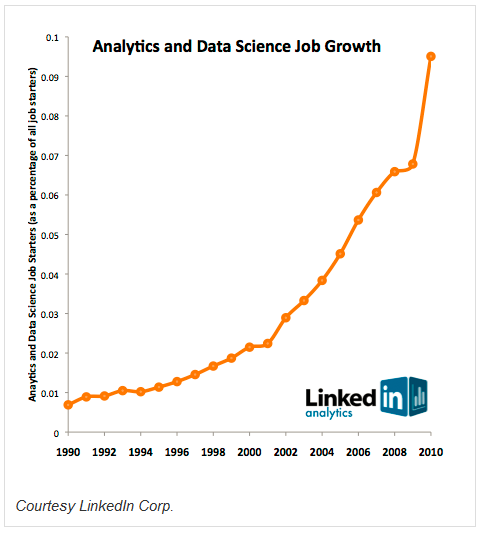 Analytics and Data Science Job Growth
Anaytics and Data Science Job Starters (as a percentage of all job starters)
0.1
0.09
0.08
0.07
0.06
0.05
0.04
0.03
0.02
0.01
0
1990 1992 1994 1996 1998 2000 2002 2004 2006 2008 2010
Linked in
analytics
Courtesy LinkedIn Corp.